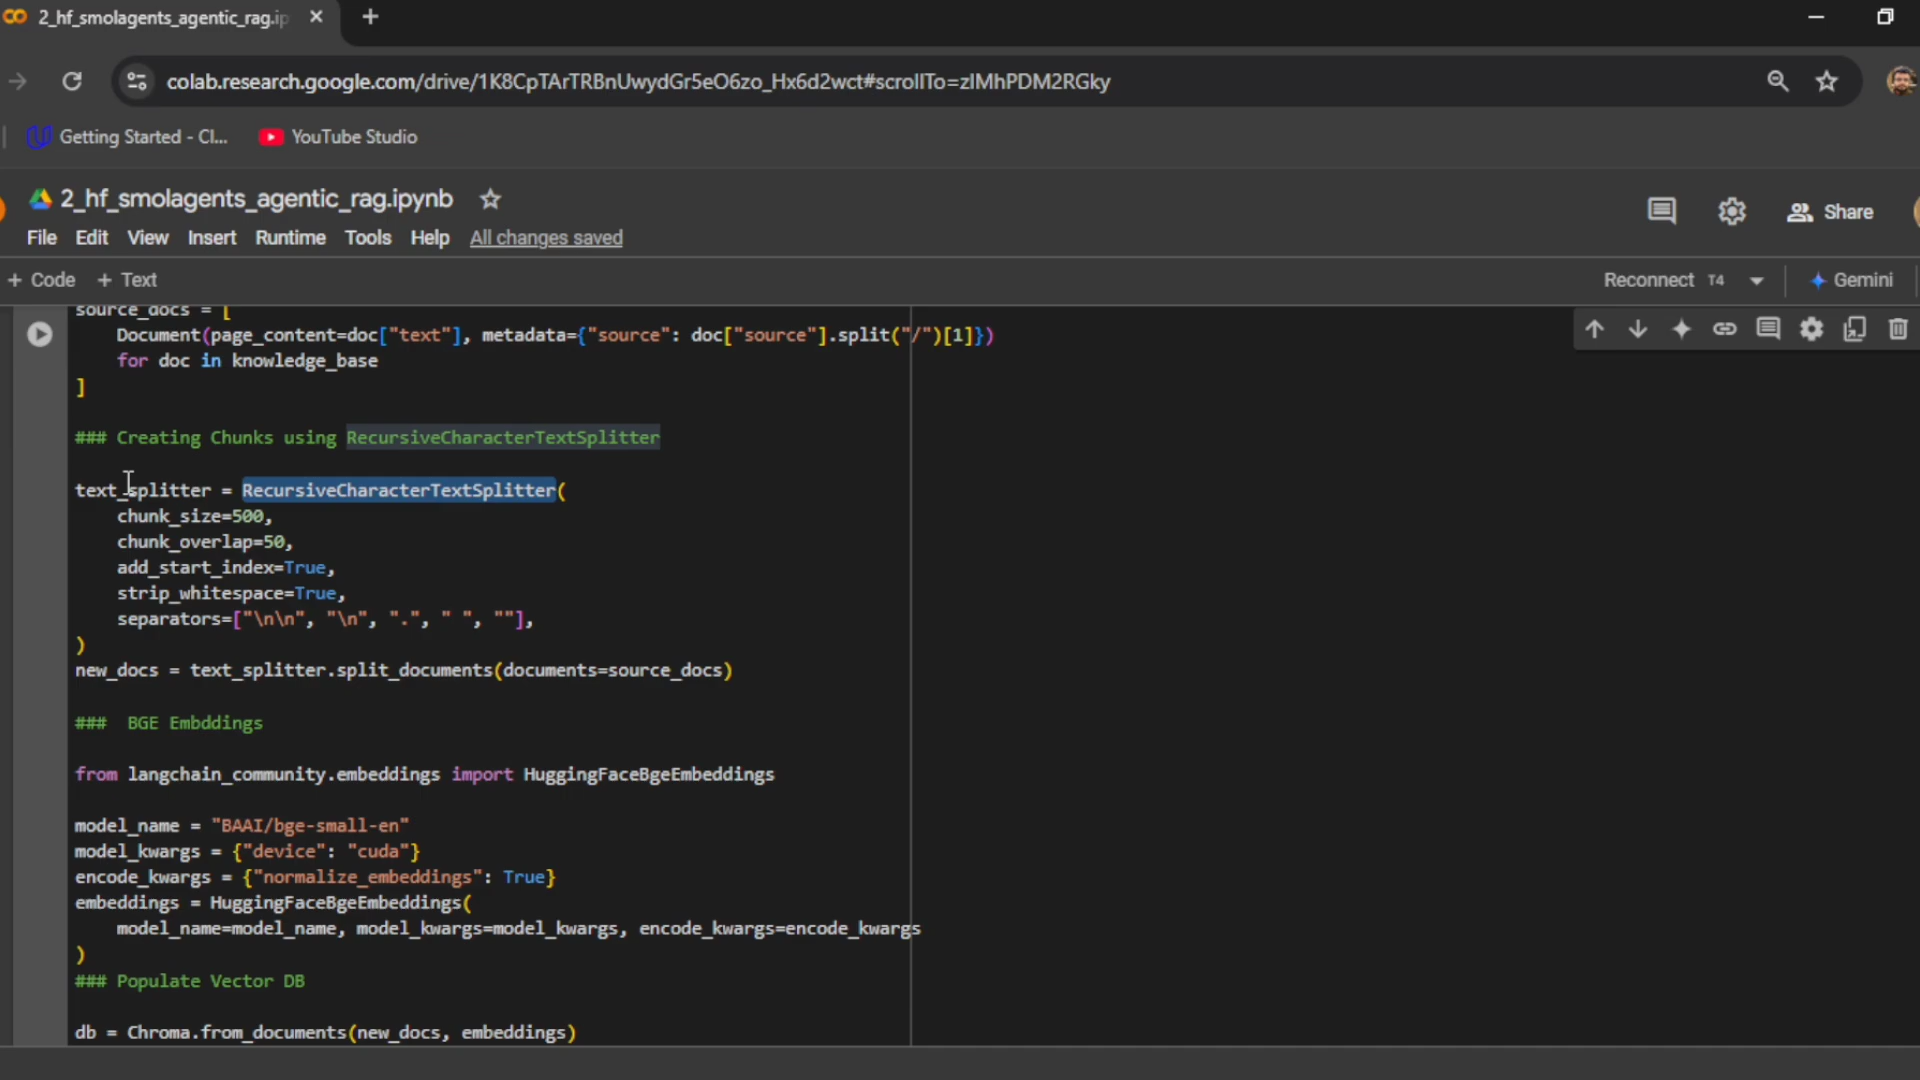 2_hf_smolagents_agentic_rag.ip
colab.research.google.com/drive/1K8CpTArTRBnUwydGr5eO6zo_Hx6d2wct#scrollTo=zlMhPDM2RGky
Getting Started - Cl... YouTube Studio
2_hf_smolagents_agentic_rag.ipynb
Share
File Edit View Insert Runtime Tools Help All changes saved
+ Code + Text Reconnect T4 Gemini
source_docs = [
    Document(page_content=doc["text"], metadata={"source": doc["source"].split("/")[1]})
    for doc in knowledge_base
]
### Creating Chunks using RecursiveCharacterTextSplitter
text_splitter = RecursiveCharacterTextSplitter(
    chunk_size=500,
    chunk_overlap=50,
    add_start_index=True,
    strip_whitespace=True,
    separators=["\n\n", "\n", ".", " ", ""],
)
new_docs = text_splitter.split_documents(documents=source_docs)
###  BGE Embddings
from langchain_community.embeddings import HuggingFaceBgeEmbeddings
model_name = "BAAI/bge-small-en"
model_kwargs = {"device": "cuda"}
encode_kwargs = {"normalize_embeddings": True}
embeddings = HuggingFaceBgeEmbeddings(
    model_name=model_name, model_kwargs=model_kwargs, encode_kwargs=encode_kwargs
)
### Populate Vector DB
db = Chroma.from_documents(new_docs, embeddings)